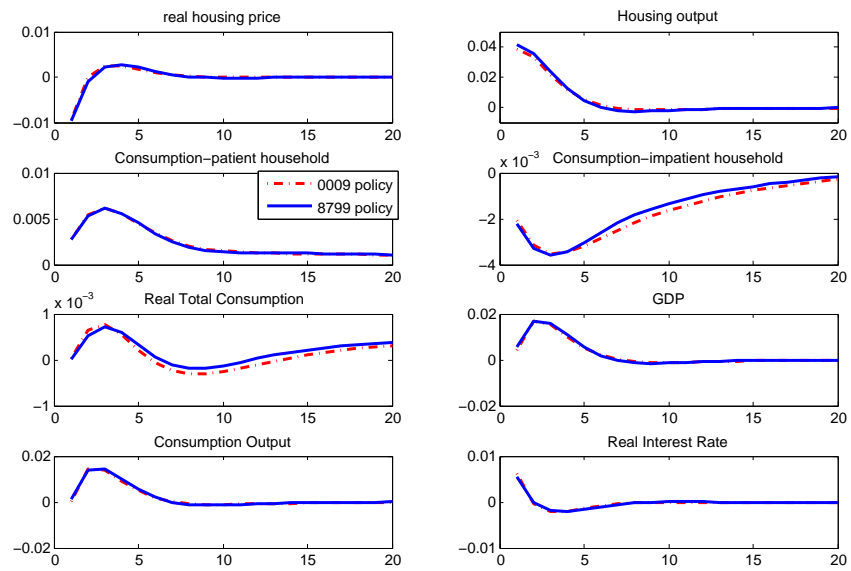 real housing price
0.01
0
−0.01
0 5 10 15 20
Housing output
0.04
0.02
0
0 5 10 15 20
Consumption−patient household
0.01
0.005
0
0 5 10 15 20
0009 policy
8799 policy
x 10⁻³ Consumption−impatient household
0
−2
−4
0 5 10 15 20
x 10⁻³ Real Total Consumption
1
0
−1
0 5 10 15 20
GDP
0.02
0
−0.02
0 5 10 15 20
Consumption Output
0.02
0
−0.02
0 5 10 15 20
Real Interest Rate
0.01
0
−0.01
0 5 10 15 20